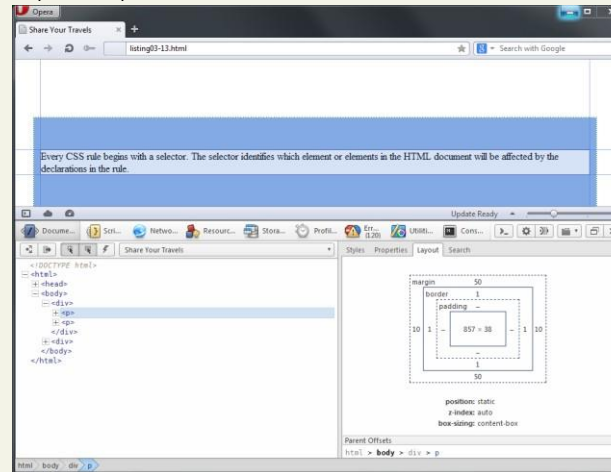 Opera
Share Your Travels × +
listing03-13.html
Search with Google
Every CSS rule begins with a selector. The selector identifies which element or elements in the HTML document will be affected by the
declarations in the rule.
Update Ready
Docume... Scri... Netwo... Resourc... Stora... Profil... Err... (120) Utiliti... Cons...
Share Your Travels
Styles Properties Layout Search
<!DOCTYPE html>
<html>
<head>
<body>
<div>
<p>
<p>
</div>
<div>
</body>
</html>
margin 50
border 1
padding –
10 1 – 857 × 38 – 1 10
–
1
50
position: static
z-index: auto
box-sizing: content-box
Parent Offsets
html > body > div > p
html body div p